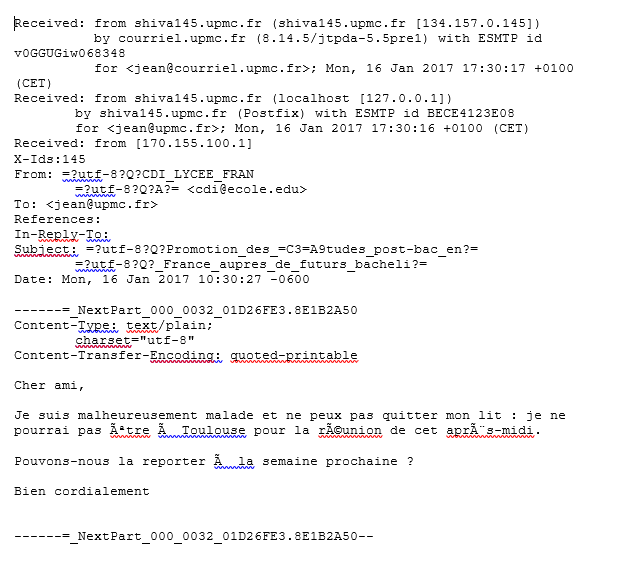 Received: from shiva145.upmc.fr (shiva145.upmc.fr [134.157.0.145])
by courriel.upmc.fr (8.14.5/jtpda-5.5pre1) with ESMTP id
v0GGUGiw068348
for <jean@courriel.upmc.fr>; Mon, 16 Jan 2017 17:30:17 +0100
(CET)
Received: from shiva145.upmc.fr (localhost [127.0.0.1])
by shiva145.upmc.fr (Postfix) with ESMTP id BECE4123E08
for <jean@upmc.fr>; Mon, 16 Jan 2017 17:30:16 +0100 (CET)
Received: from [170.155.100.1]
X-Ids:145
From: =?utf-8?Q?CDI_LYCEE_FRAN
=?utf-8?Q?A?= <cdi@ecole.edu>
To: <jean@upmc.fr>
References:
In-Reply-To:
Subject: =?utf-8?Q?Promotion_des_=C3=A9tudes_post-bac_en?=
=?utf-8?Q?_France_aupres_de_futurs_bacheli?=
Date: Mon, 16 Jan 2017 10:30:27 -0600
------=_NextPart_000_0032_01D26FE3.8E1B2A50
Content-Type: text/plain;
charset="utf-8"
Content-Transfer-Encoding: quoted-printable
Cher ami,
Je suis malheureusement malade et ne peux pas quitter mon lit : je ne
pourrai pas Ãªtre Ã  Toulouse pour la rÃ©union de cet aprÃ¨s-midi.
Pouvons-nous la reporter Ã  la semaine prochaine ?
Bien cordialement
------=_NextPart_000_0032_01D26FE3.8E1B2A50--